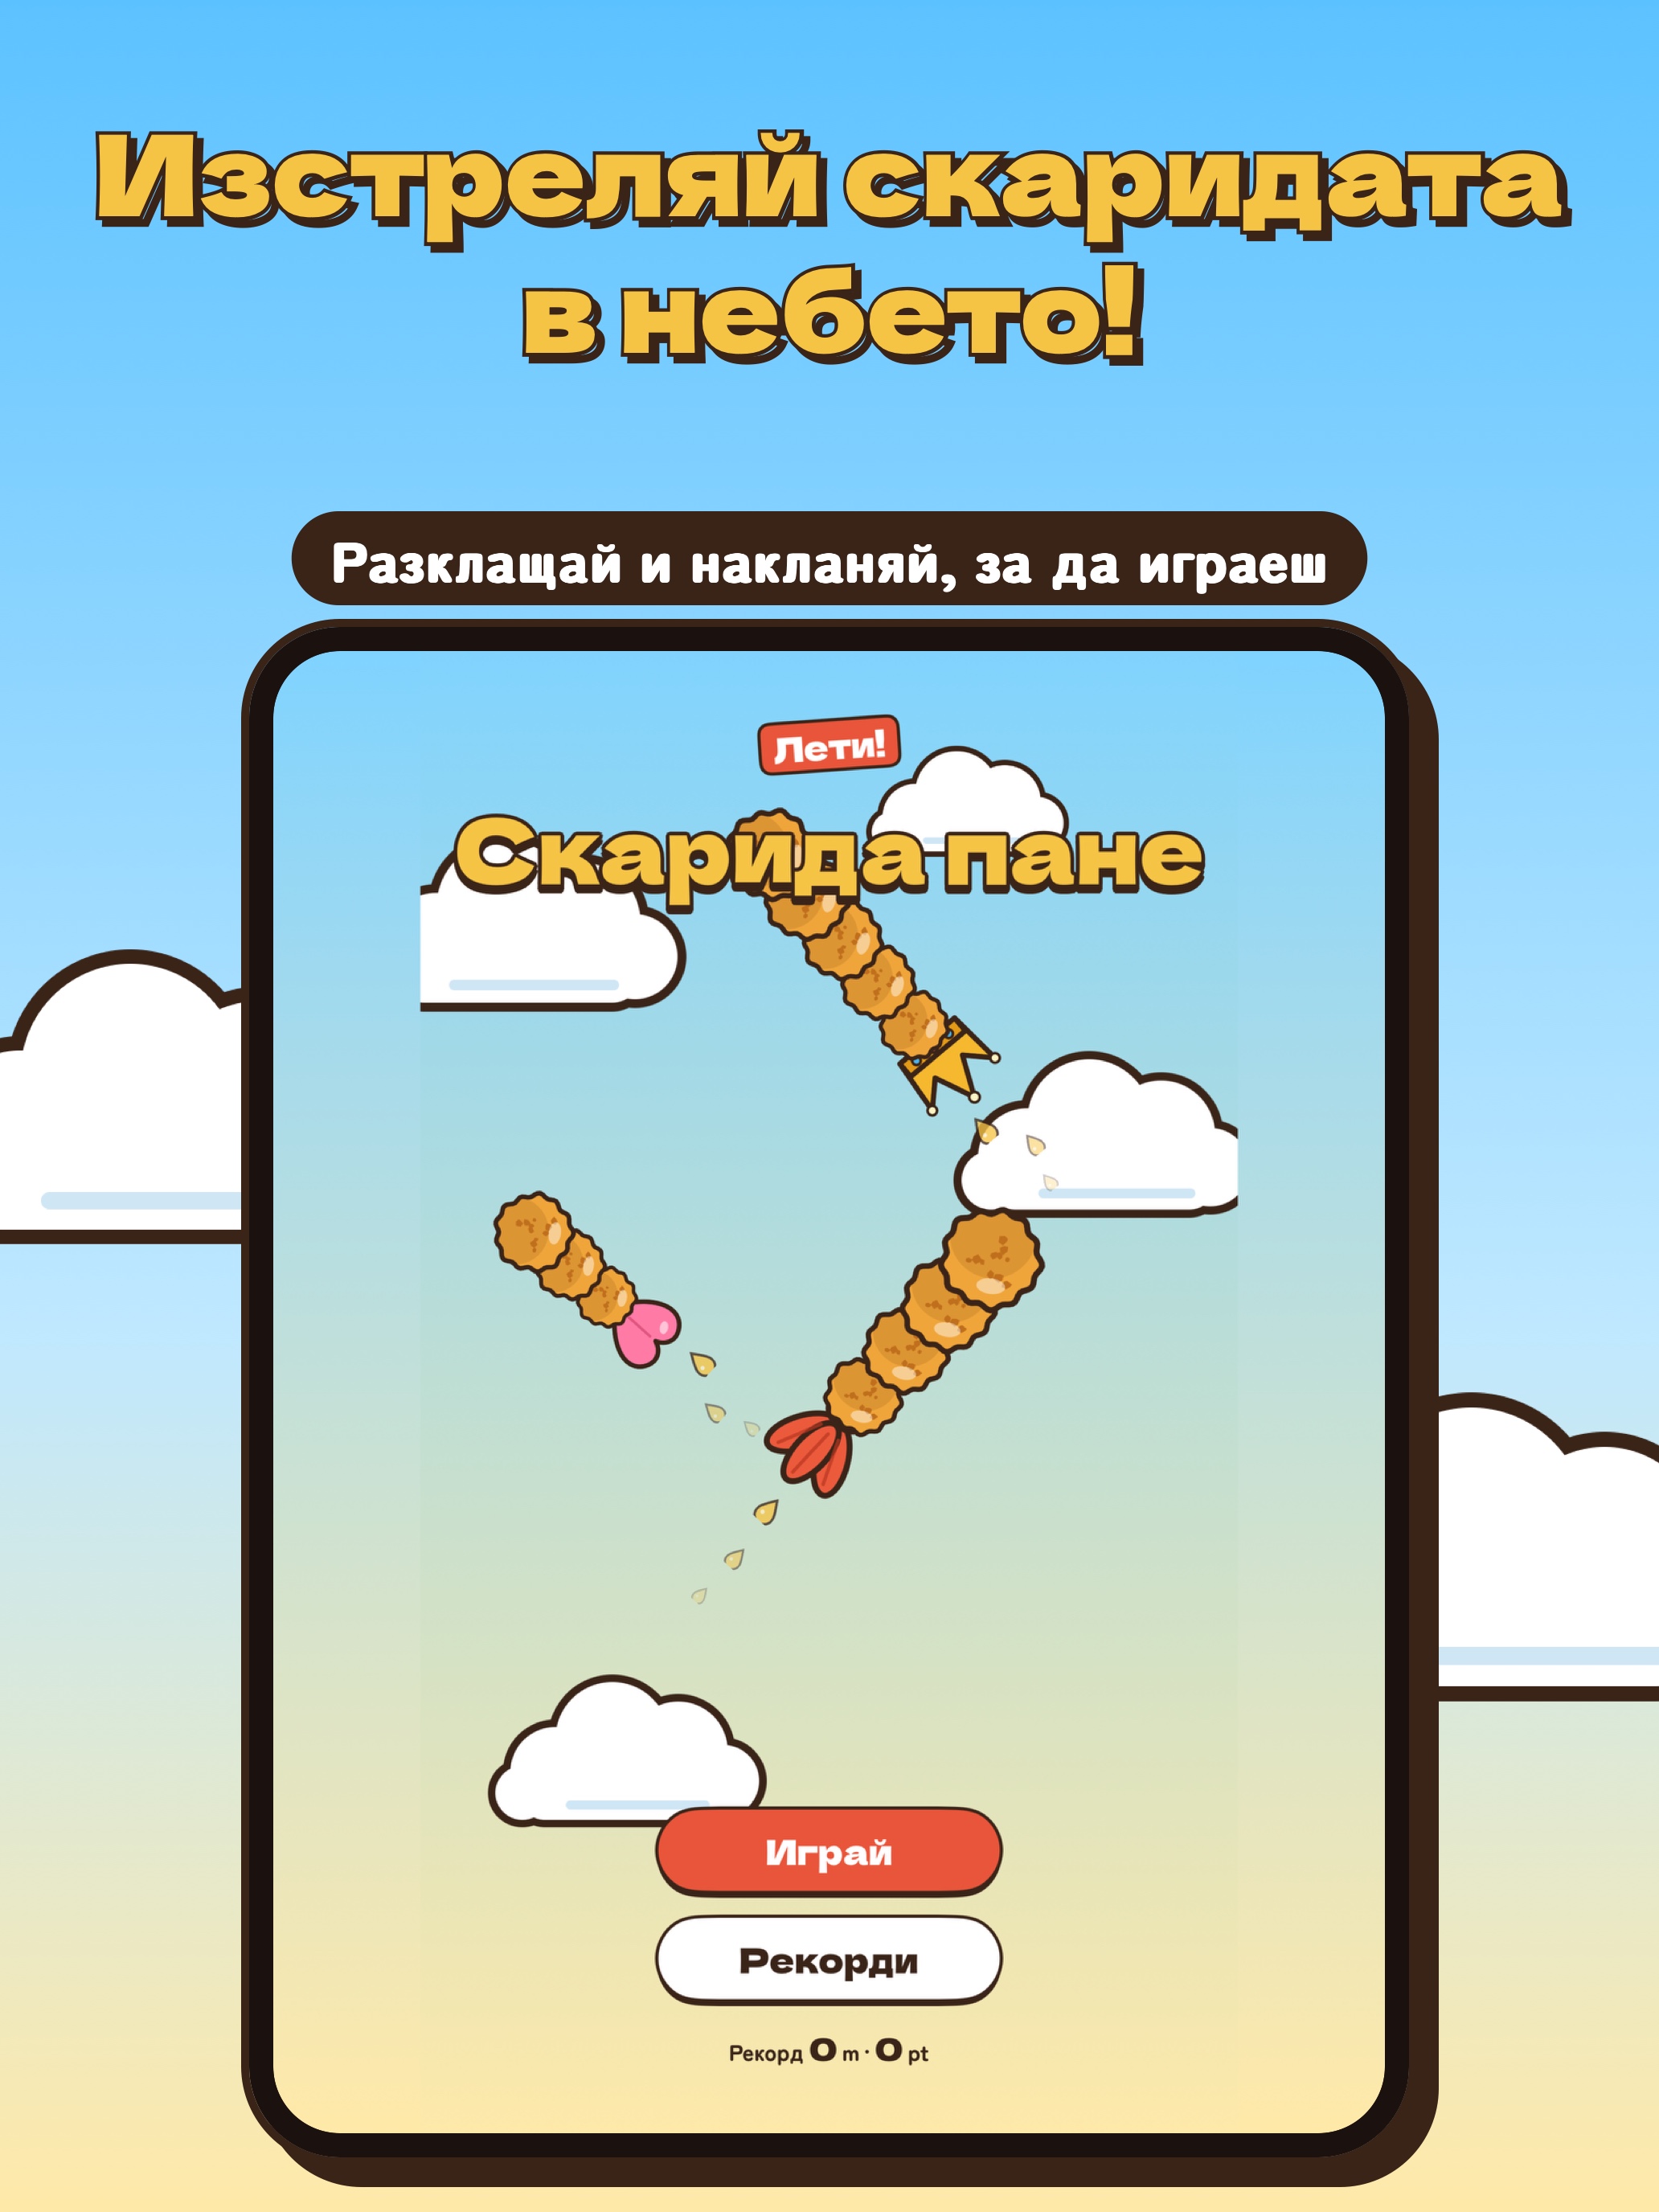 Изстреляй скаридата
в небето!
Разклащай и накланяй, за да играеш
Лети!
Скарида пане
Играй
Рекорди
Рекорд 0 m · 0 pt